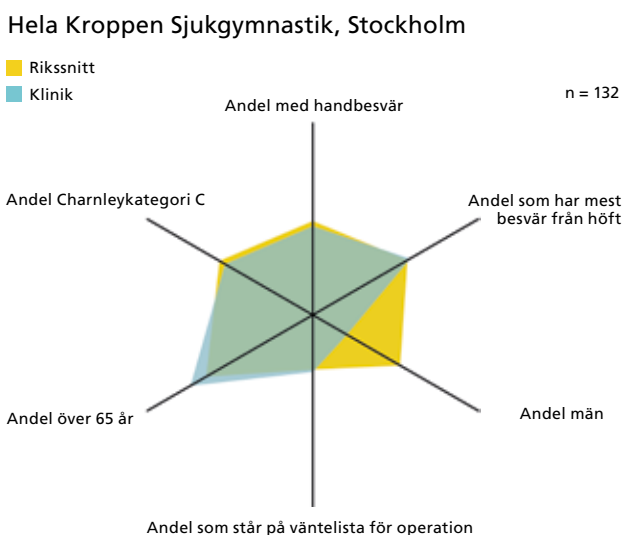 Hela Kroppen Sjukgymnastik, Stockholm
Rikssnitt
Klinik
n = 132
Andel med handbesvär
Andel Charnleykategori C
Andel som har mest
besvär från höft
Andel över 65 år
Andel män
Andel som står på väntelista för operation